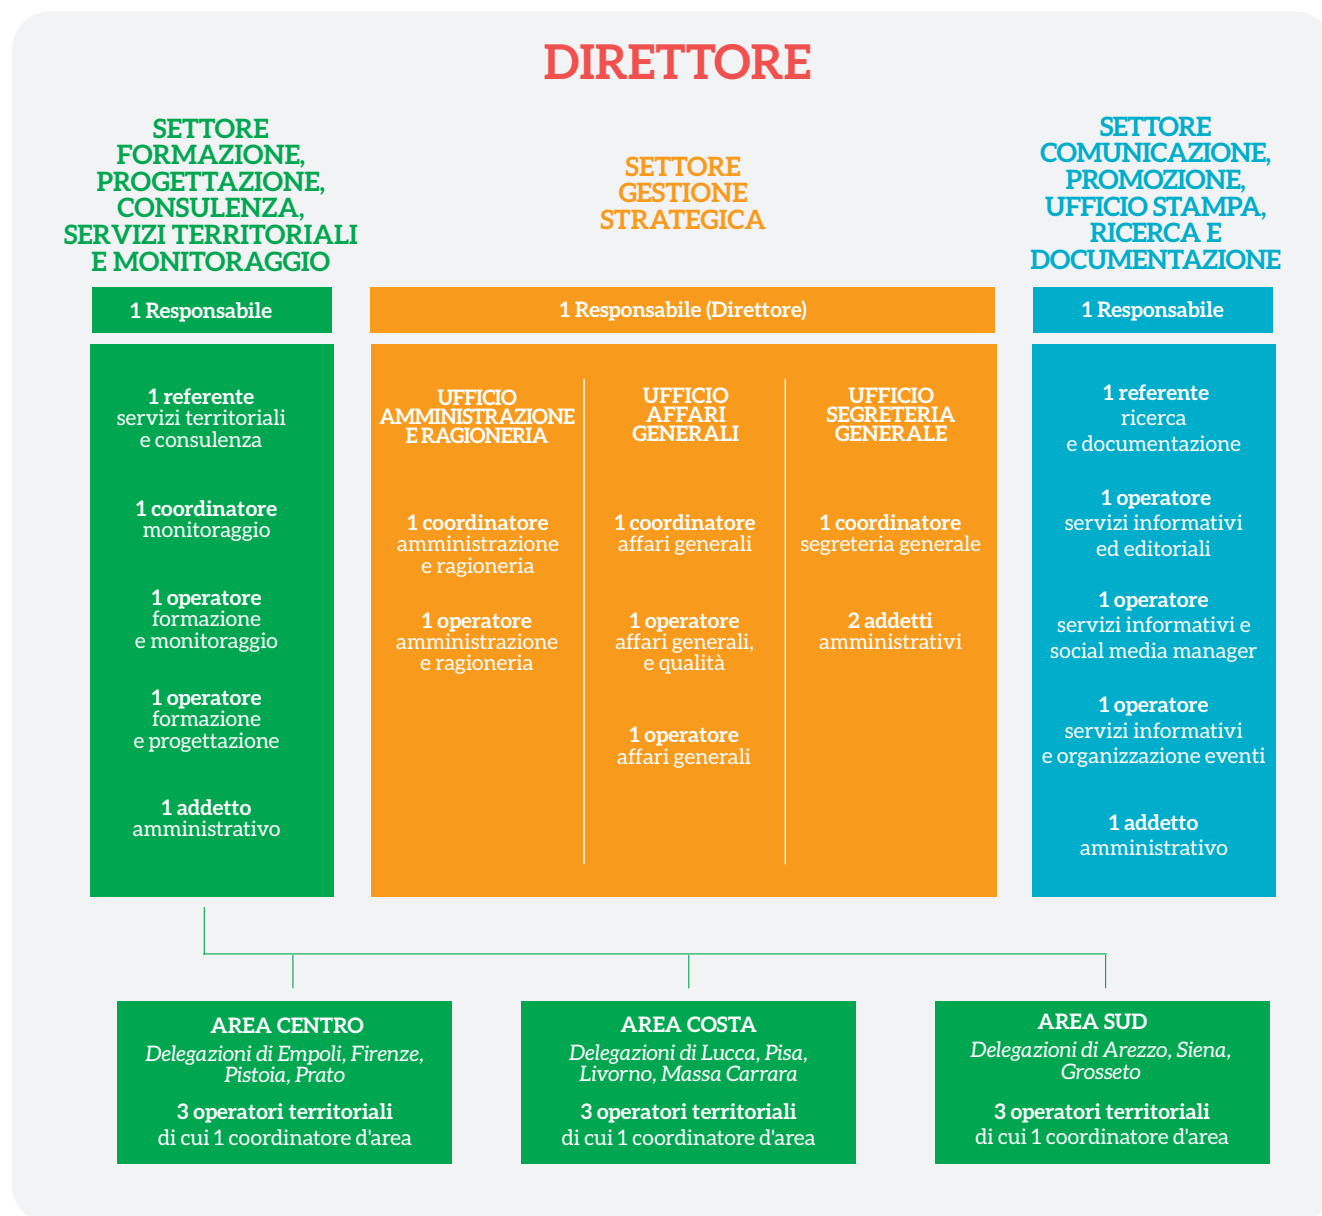 DIRETTORE
SETTORE
FORMAZIONE,
PROGETTAZIONE,
CONSULENZA,
SERVIZI TERRITORIALI
E MONITORAGGIO
1 Responsabile
1 referente
servizi territoriali
e consulenza
1 coordinatore
monitoraggio
1 operatore
formazione
e monitoraggio
1 operatore
formazione
e progettazione
1 addetto
amministrativo
SETTORE
GESTIONE
STRATEGICA
1 Responsabile (Direttore)
UFFICIO
AMMINISTRAZIONE
E RAGIONERIA
1 coordinatore
amministrazione
e ragioneria
1 operatore
amministrazione
e ragioneria
UFFICIO
AFFARI
GENERALI
1 coordinatore
affari generali
1 operatore
affari generali,
e qualità
1 operatore
affari generali
UFFICIO
SEGRETERIA
GENERALE
1 coordinatore
segreteria generale
2 addetti
amministrativi
SETTORE
COMUNICAZIONE,
PROMOZIONE,
UFFICIO STAMPA,
RICERCA E
DOCUMENTAZIONE
1 Responsabile
1 referente
ricerca
e documentazione
1 operatore
servizi informativi
ed editoriali
1 operatore
servizi informativi e
social media manager
1 operatore
servizi informativi
e organizzazione eventi
1 addetto
amministrativo
AREA CENTRO
Delegazioni di Empoli, Firenze,
Pistoia, Prato
3 operatori territoriali
di cui 1 coordinatore d'area
AREA COSTA
Delegazioni di Lucca, Pisa,
Livorno, Massa Carrara
3 operatori territoriali
di cui 1 coordinatore d'area
AREA SUD
Delegazioni di Arezzo, Siena,
Grosseto
3 operatori territoriali
di cui 1 coordinatore d'area